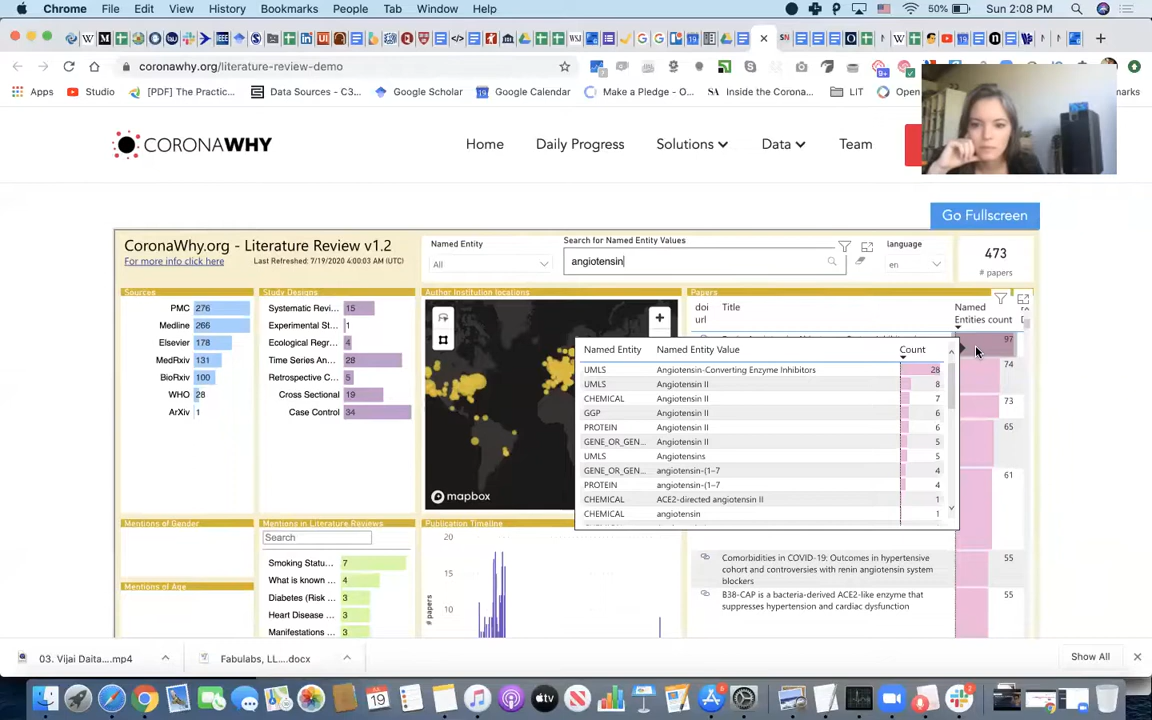 Chrome File Edit View History Bookmarks People Tab Window Help 50% Sun 2:08 PM
coronawhy.org/literature-review-demo
Apps Studio [PDF] The Practic... Data Sources - C3... Google Scholar Google Calendar Make a Pledge - O... Inside the Corona... LIT Open
CORONAWHY Home Daily Progress Solutions Data Team
Go Fullscreen
CoronaWhy.org - Literature Review v1.2
For more info click here Last Refreshed: 7/19/2020 4:00:03 AM (UTC)
Named Entity
All
Search for Named Entity Values
angiotensin
language
en
473
# papers
Sources
PMC 276
Medline 266
Elsevier 178
MedRxiv 131
BioRxiv 100
WHO 28
ArXiv 1
Study Designs
Systematic Revi... 15
Experimental St... 1
Ecological Regr... 4
Time Series An... 28
Retrospective C... 5
Cross Sectional 19
Case Control 34
Author Institution locations
mapbox
Papers
doi url Title Named Entities count
97
74
73
65
61
Named Entity Named Entity Value Count
UMLS Angiotensin-Converting Enzyme Inhibitors 28
UMLS Angiotensin II 8
CHEMICAL Angiotensin II 7
GGP Angiotensin II 6
PROTEIN Angiotensin II 6
GENE_OR_GEN... Angiotensin II 5
UMLS Angiotensins 5
GENE_OR_GEN... angiotensin-(1–7 4
PROTEIN angiotensin-(1–7 4
CHEMICAL ACE2-directed angiotensin II 1
CHEMICAL angiotensin 1
Comorbidities in COVID-19: Outcomes in hypertensive 55
cohort and controversies with renin angiotensin system
blockers
B38-CAP is a bacteria-derived ACE2-like enzyme that 55
suppresses hypertension and cardiac dysfunction
Mentions of Gender
Mentions of Age
Mentions in Literature Reviews
Search
Smoking Statu... 7
What is known ... 4
Diabetes (Risk ... 3
Heart Disease ... 3
Manifestations ... 3
Publication Timeline
# papers
20
15
10
03. Vijai Daita....mp4 Fabulabs, LL....docx Show All